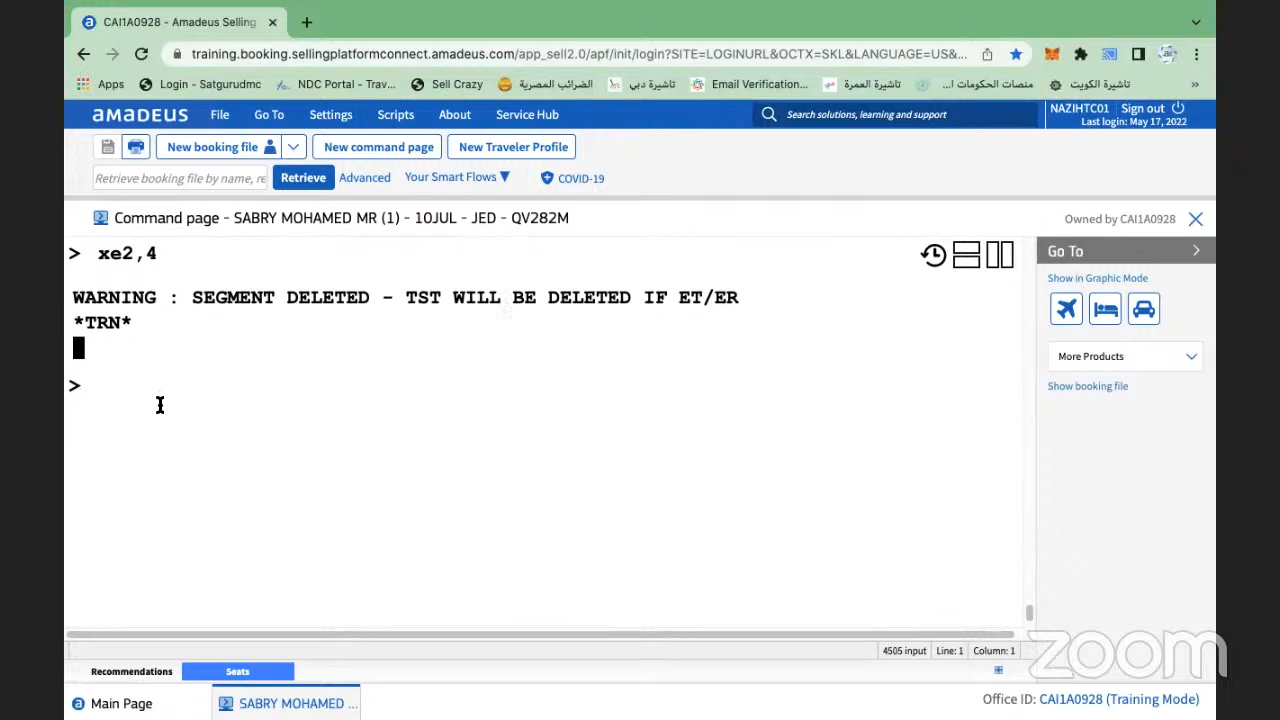 CAI1A0928 - Amadeus Selling
training.booking.sellingplatformconnect.amadeus.com/app_sell2.0/apf/init/login?SITE=LOGINURL&OCTX=SKL&LANGUAGE=US&...
Apps Login - Satgurudmc NDC Portal - Trav... Sell Crazy الضرائب المصرية تاشيرة دبي Email Verification... تاشيرة العمرة منصات الحكومات ا... تاشيرة الكويت »
amadeus File Go To Settings Scripts About Service Hub Search solutions, learning and support NAZIHTC01 Sign out
Last login: May 17, 2022
New booking file New command page New Traveler Profile
Retrieve booking file by name, re Retrieve Advanced Your Smart Flows COVID-19
Command page - SABRY MOHAMED MR (1) - 10JUL - JED - QV282M Owned by CAI1A0928
> xe2,4
Go To
Show in Graphic Mode
WARNING : SEGMENT DELETED - TST WILL BE DELETED IF ET/ER
*TRN*
More Products
>
Show booking file
4505 input Line: 1 Column: 1
zoom
Recommendations Seats
Main Page SABRY MOHAMED ... Office ID: CAI1A0928 (Training Mode)